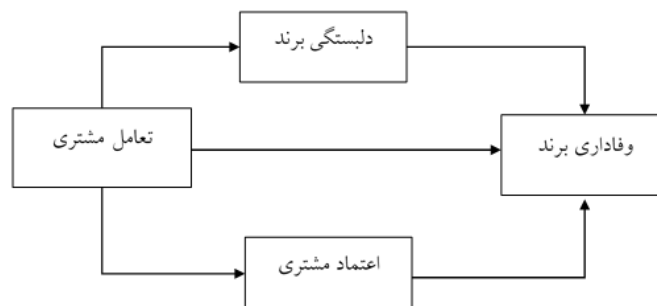 دلبستگی برند
تعامل مشتری
وفاداری برند
اعتماد مشتری